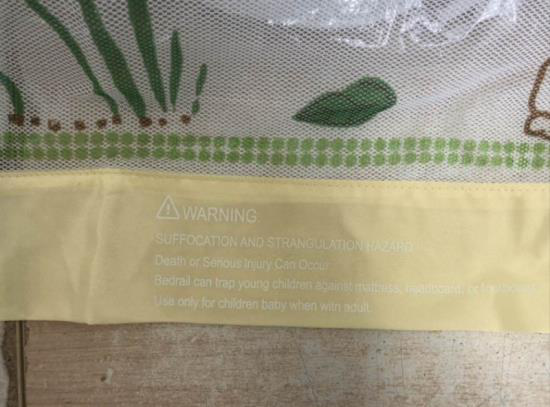 WARNING.
SUFFOCATION AND STRANGULATION HAZARD
Death or Serious Injury Can Occur
Bedrail can trap young children against mattress, headboard, or footboard.
Use only for children baby when with adult.